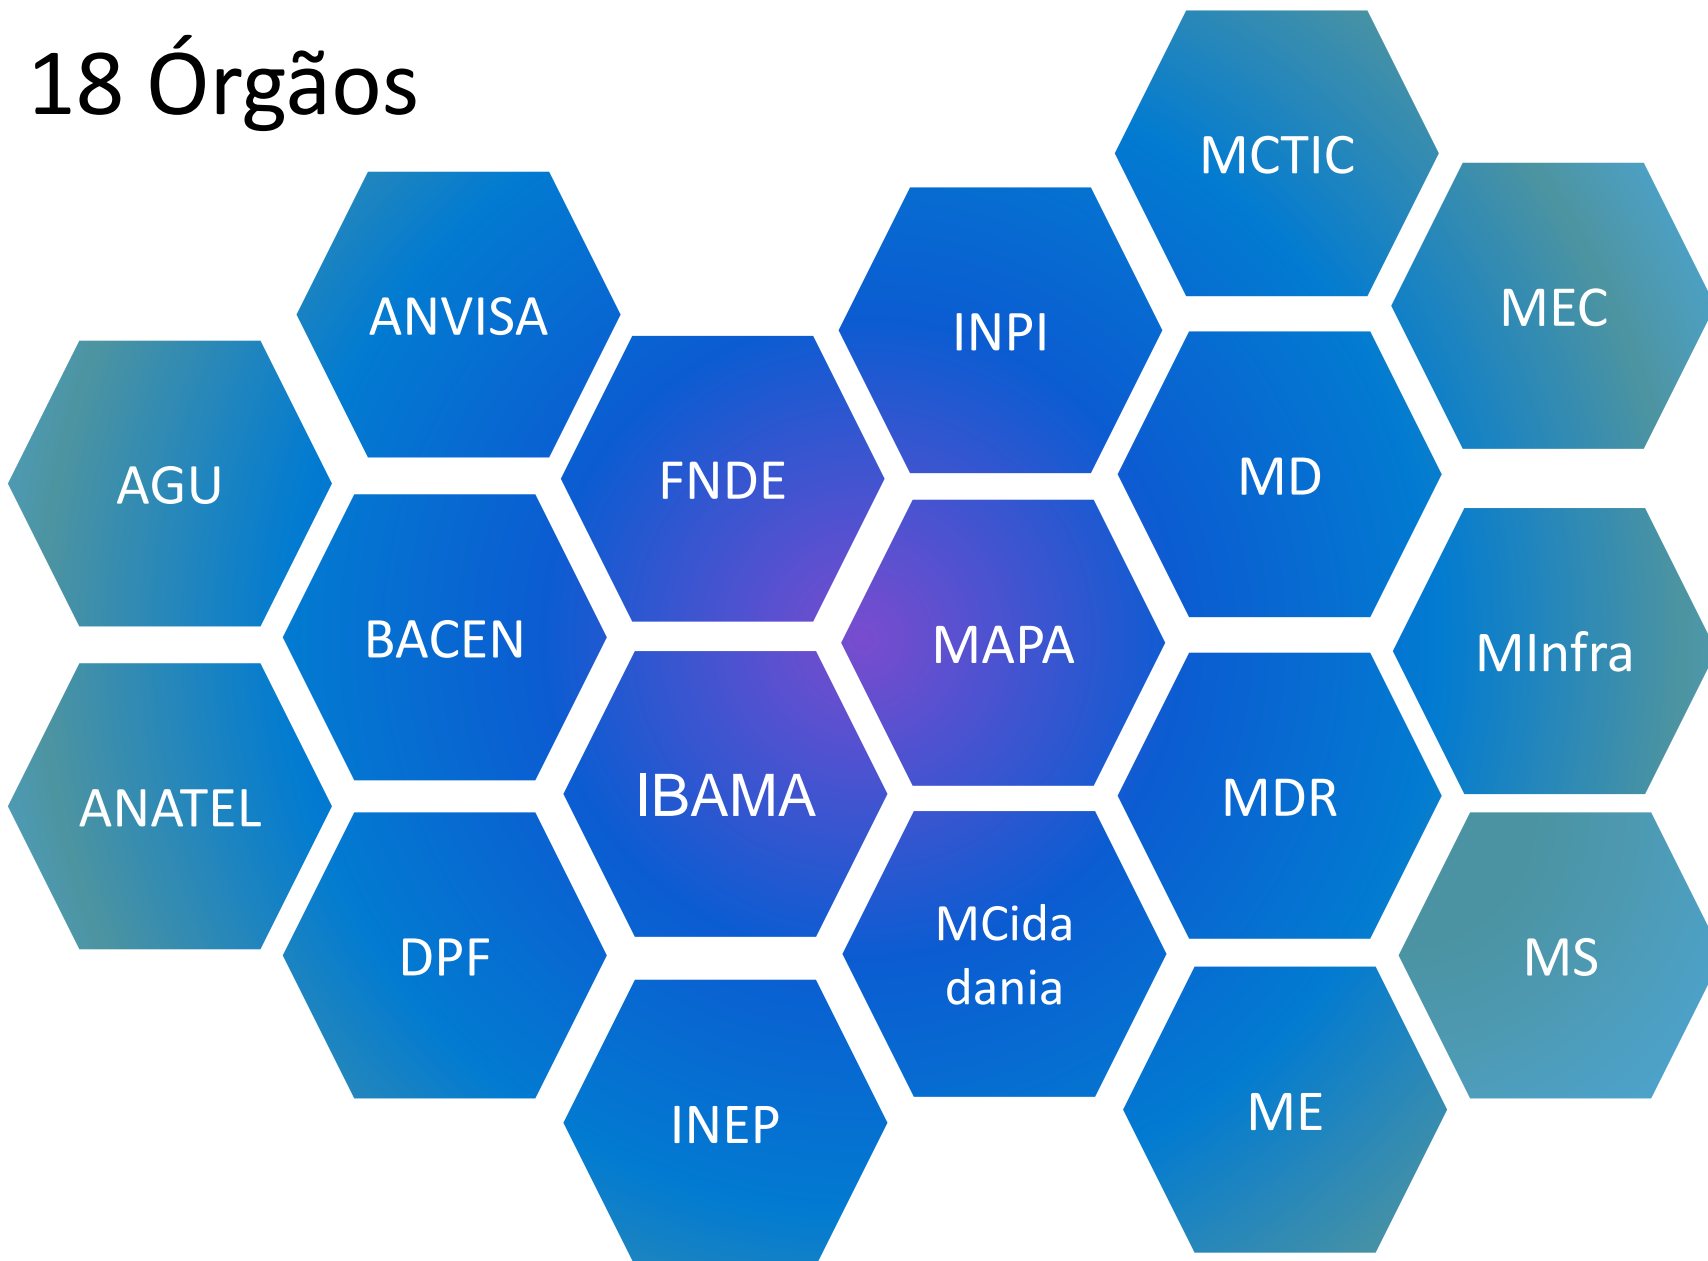 18 Órgãos
MCTIC
MEC
ANVISA
INPI
AGU
FNDE
MD
BACEN
MAPA
MInfra
ANATEL
IBAMA
MDR
DPF
MCida
dania
MS
INEP
ME